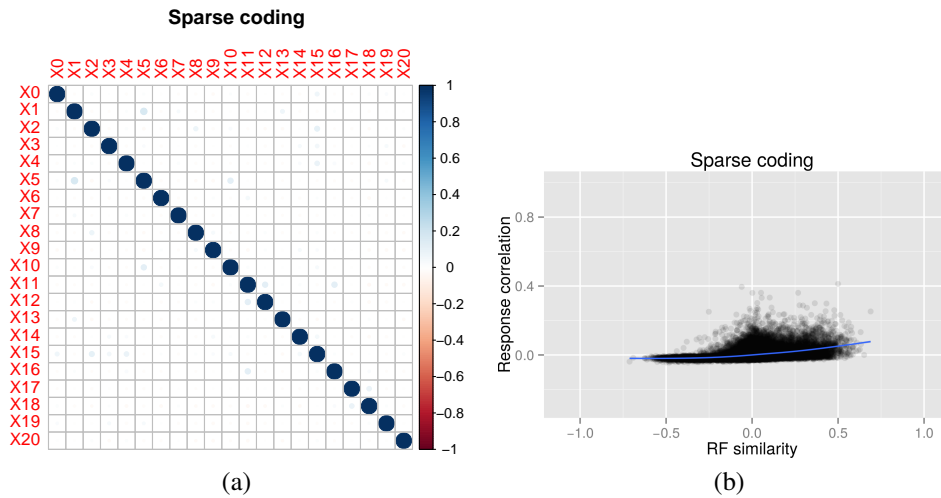 Sparse coding
X0 X1 X2 X3 X4 X5 X6 X7 X8 X9 X10 X11 X12 X13 X14 X15 X16 X17 X18 X19 X20
X0
X1
X2
X3
X4
X5
X6
X7
X8
X9
X10
X11
X12
X13
X14
X15
X16
X17
X18
X19
X20
1
0.8
0.6
0.4
0.2
0
−0.2
−0.4
−0.6
−0.8
−1
(a)
Sparse coding
Response correlation
0.8
0.4
0.0
−1.0 −0.5 0.0 0.5 1.0
RF similarity
(b)